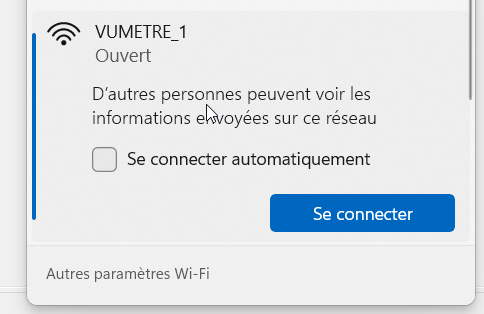 VUMETRE_1
Ouvert
D'autres personnes peuvent voir les
informations envoyées sur ce réseau
Se connecter automatiquement
Se connecter
Autres paramètres Wi-Fi